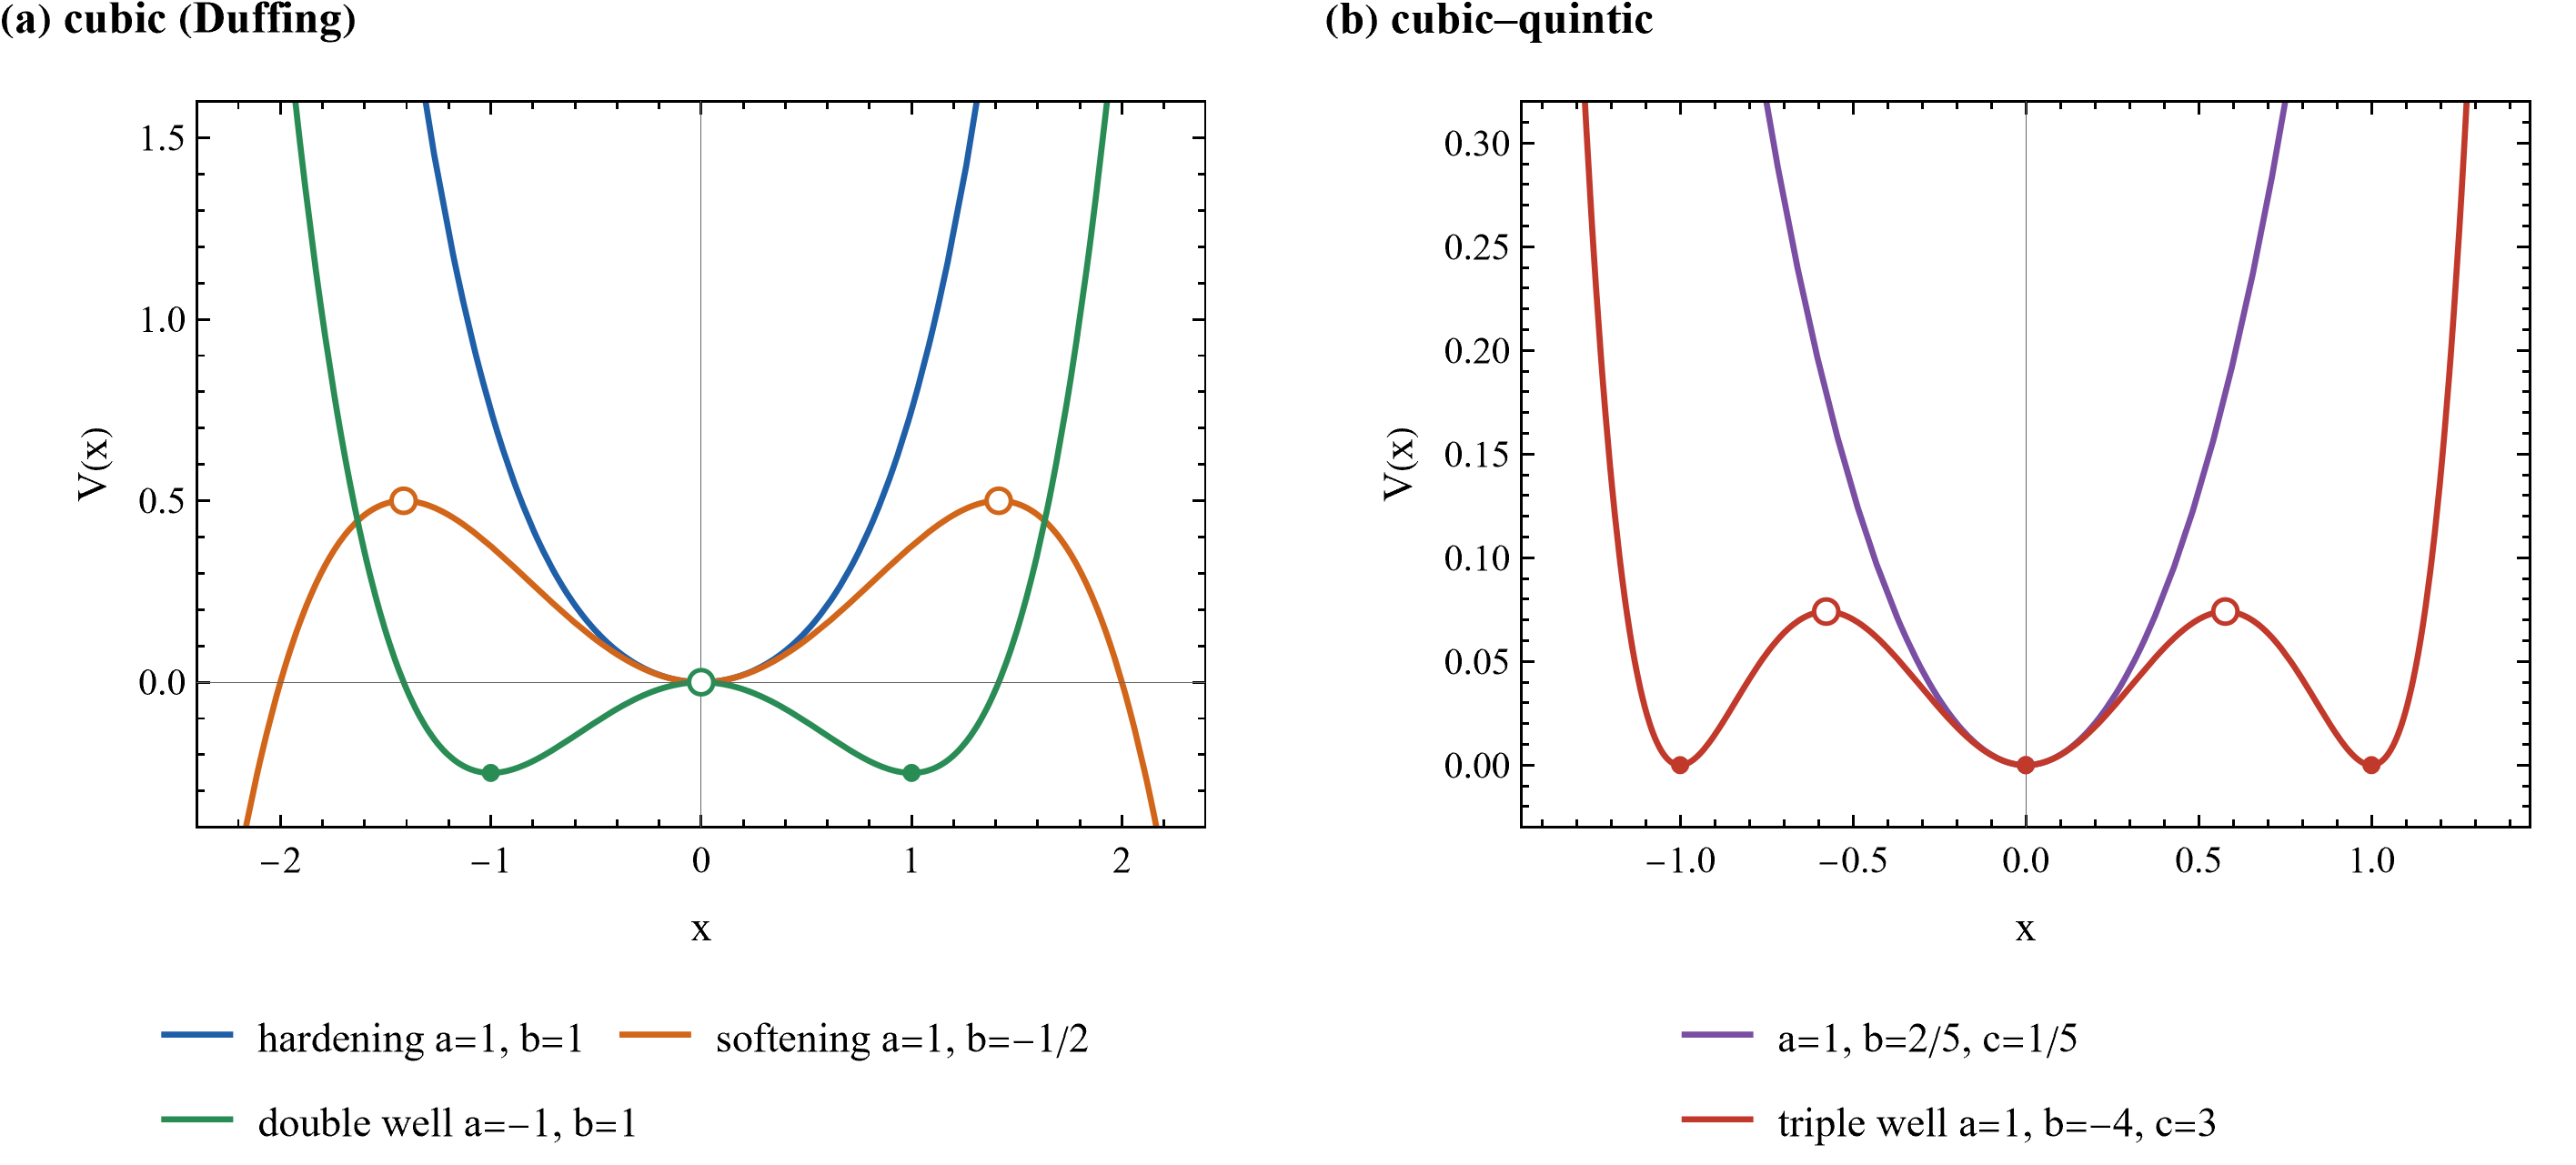 (a) cubic (Duffing)
1.5
1.0
0.5
0.0
V(x)
−2 −1 0 1 2
x
hardening a=1, b=1 softening a=1, b=−1/2
double well a=−1, b=1
(b) cubic–quintic
0.30
0.25
0.20
0.15
0.10
0.05
0.00
V(x)
−1.0 −0.5 0.0 0.5 1.0
x
a=1, b=2/5, c=1/5
triple well a=1, b=−4, c=3